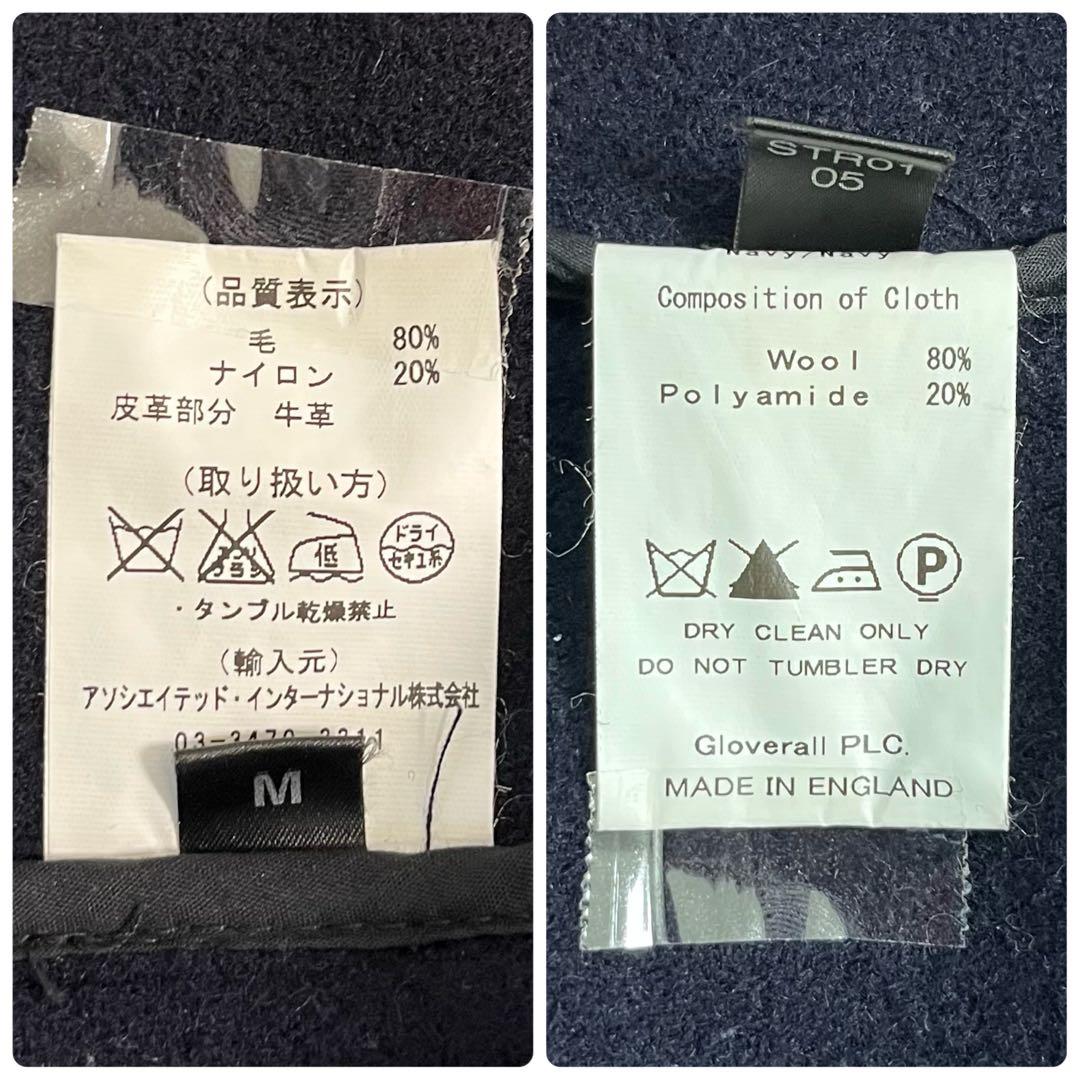 (品質表示)
毛 80%
ナイロン 20%
皮革部分 牛革
(取り扱い方)
低 ドライ
セキユ系
・タンブル乾燥禁止
(輸入元)
アソシエイテッド・インターナショナル株式会社
M
STR01
05
Navy/Navy
Composition of Cloth
Wool 80%
Polyamide 20%
P
DRY CLEAN ONLY
DO NOT TUMBLER DRY
Gloverall PLC.
MADE IN ENGLAND